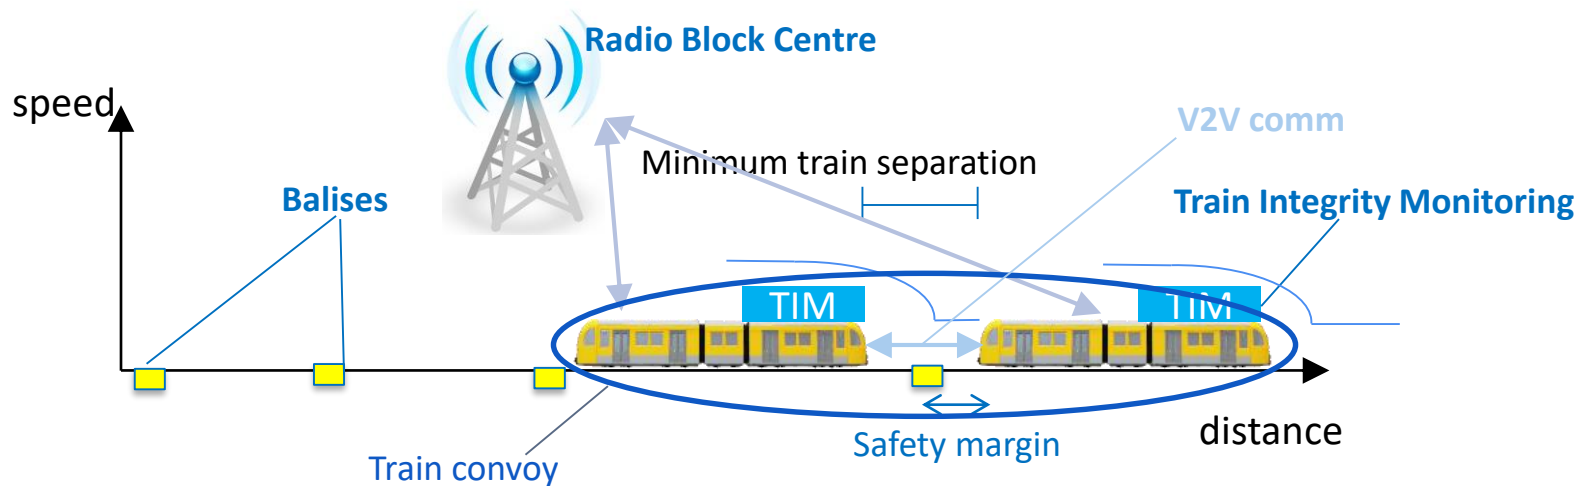 Radio Block Centre
speed
V2V comm
Minimum train separation
Balises
Train Integrity Monitoring
TIM
TIM
Safety margin
distance
Train convoy